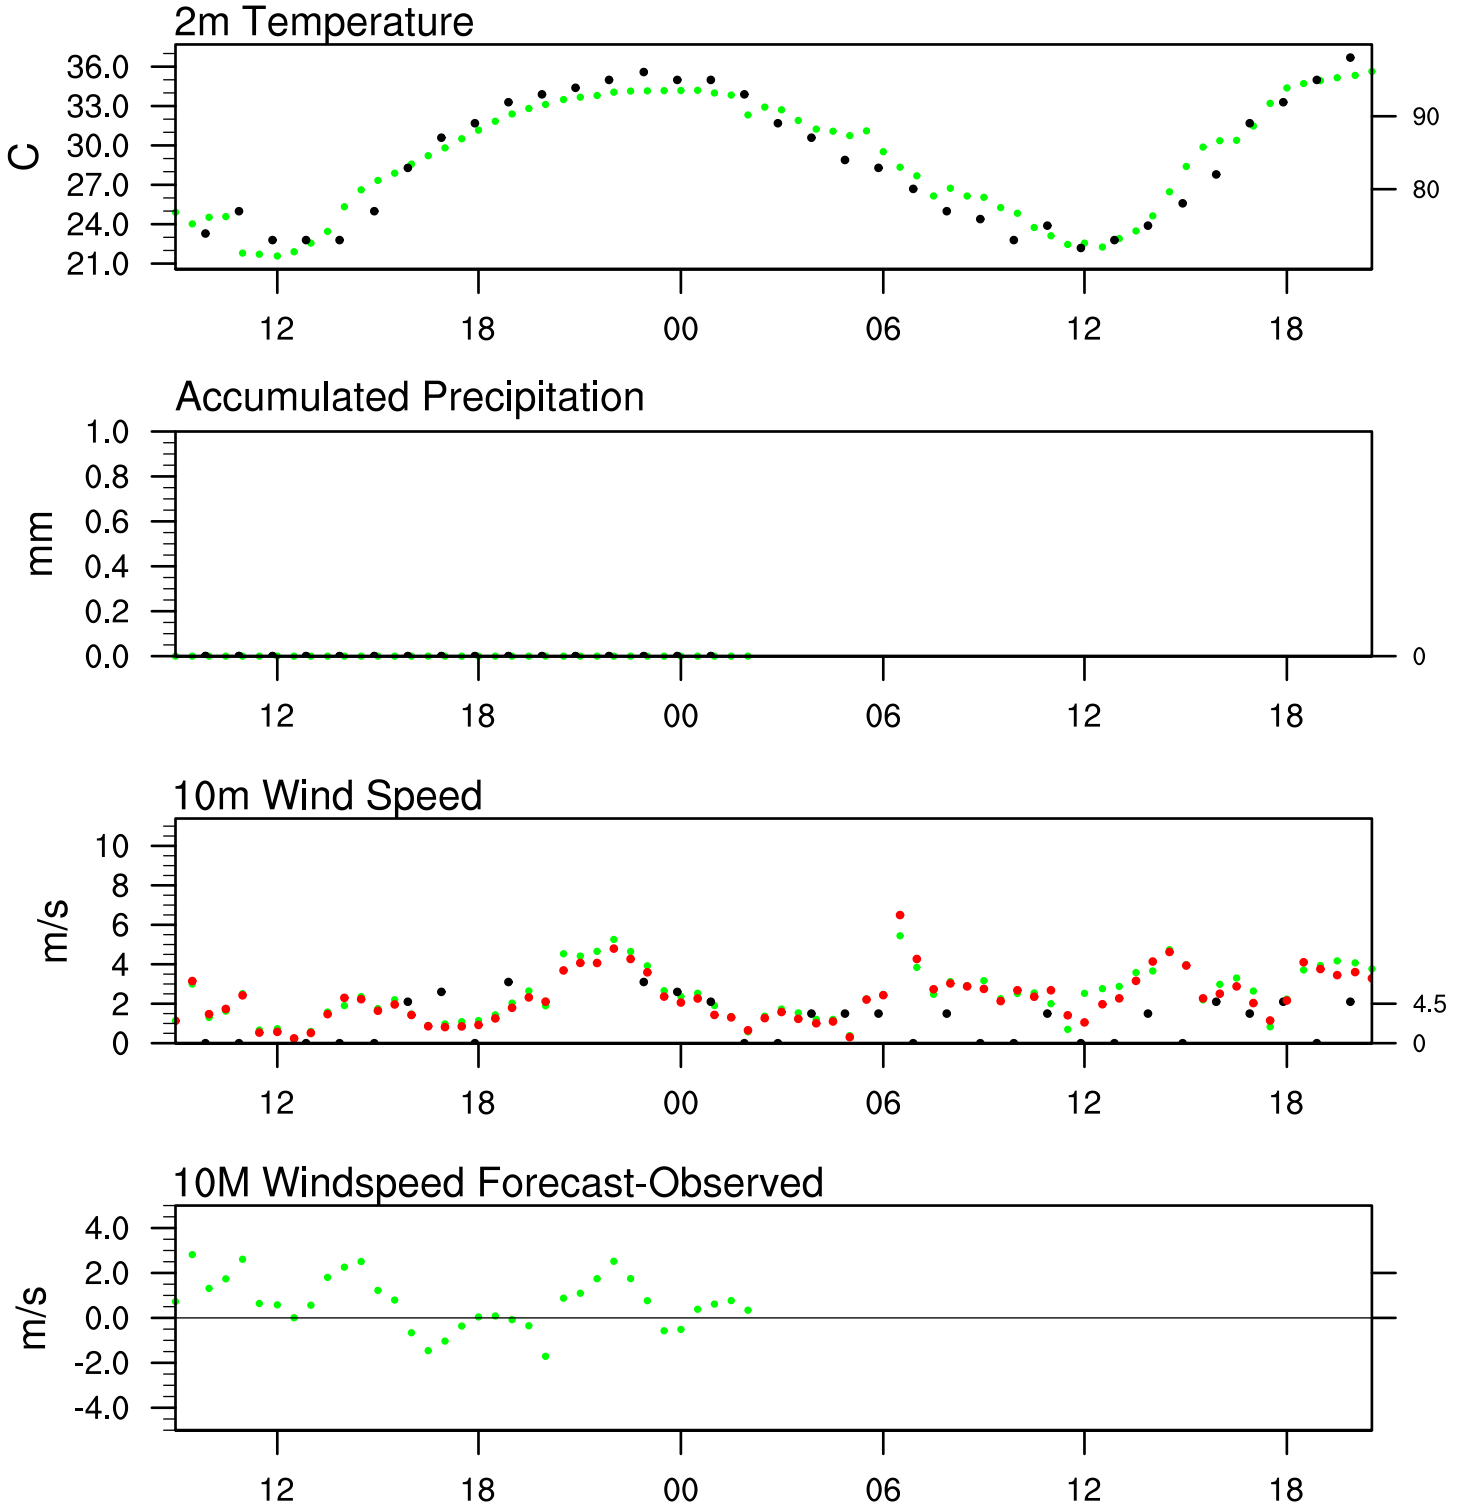 2m Temperature
36.0
33.0
90
30.0
C
27.0
80
24.0
21.0
12 18 00 06 12 18
Accumulated Precipitation
1.0
0.8
0.6
mm
0.4
0.2
0.0 0
12 18 00 06 12 18
10m Wind Speed
10
8
6
m/s
4
2 4.5
0 0
12 18 00 06 12 18
10M Windspeed Forecast-Observed
4.0
2.0
0.0
m/s
-2.0
-4.0
12 18 00 06 12 18